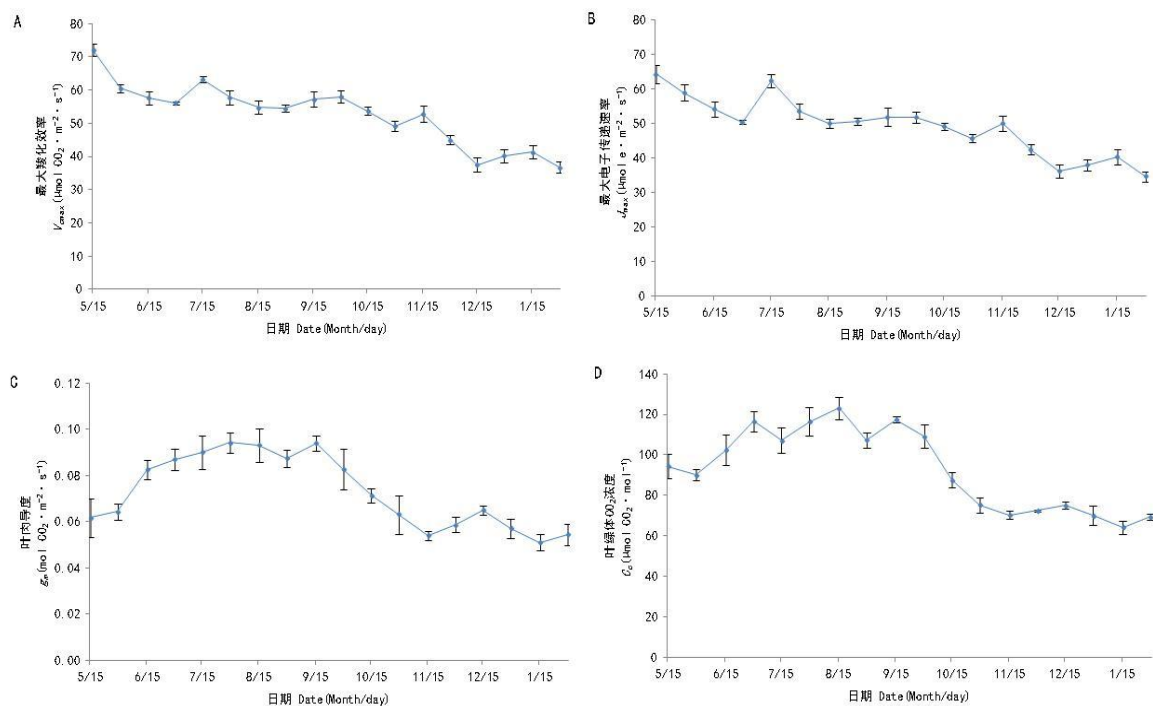 A
最大羧化效率
Vcmax(μmol CO₂·m⁻²·s⁻¹)
80
70
60
50
40
30
20
10
0
5/15 6/15 7/15 8/15 9/15 10/15 11/15 12/15 1/15
日期 Date(Month/day)
B
最大电子传递速率
Jmax(μmol e·m⁻²·s⁻¹)
80
70
60
50
40
30
20
10
0
5/15 6/15 7/15 8/15 9/15 10/15 11/15 12/15 1/15
日期 Date(Month/day)
C
叶肉导度
gm(mol CO₂·m⁻²·s⁻¹)
0.12
0.10
0.08
0.06
0.04
0.02
0.00
5/15 6/15 7/15 8/15 9/15 10/15 11/15 12/15 1/15
日期 Date(Month/day)
D
叶绿体CO₂浓度
Cc(μmol CO₂·mol⁻¹)
140
120
100
80
60
40
20
0
5/15 6/15 7/15 8/15 9/15 10/15 11/15 12/15 1/15
日期 Date(Month/day)